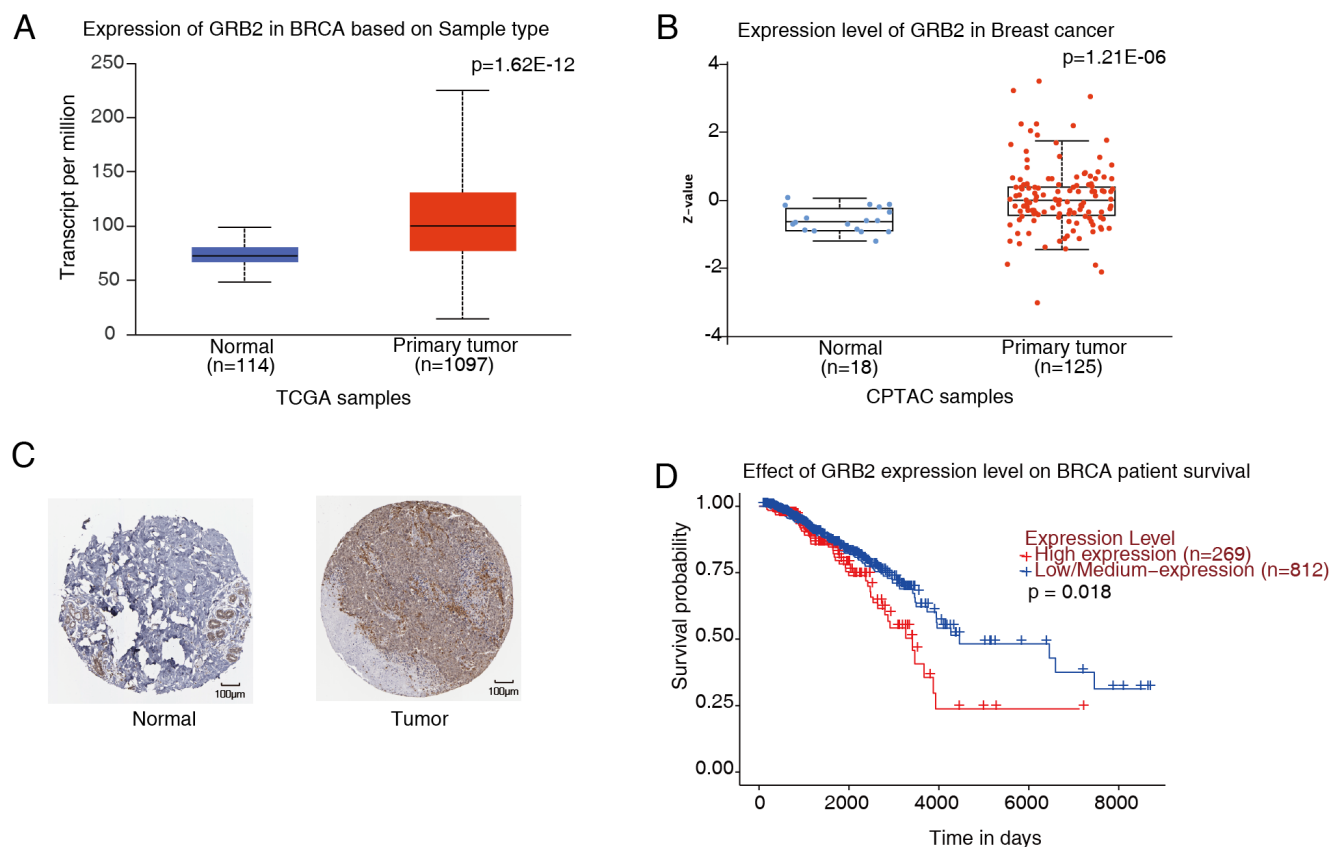 A
Expression of GRB2 in BRCA based on Sample type
p=1.62E-12
Transcript per million
250
200
150
100
50
0
Normal
(n=114)
Primary tumor
(n=1097)
TCGA samples
B
Expression level of GRB2 in Breast cancer
p=1.21E-06
Z-value
4
2
0
-2
-4
Normal
(n=18)
Primary tumor
(n=125)
CPTAC samples
C
100μm
Normal
100μm
Tumor
D
Effect of GRB2 expression level on BRCA patient survival
Survival probability
1.00
0.75
0.50
0.25
0.00
Expression Level
High expression (n=269)
Low/Medium-expression (n=812)
p = 0.018
0
2000
4000
6000
8000
Time in days